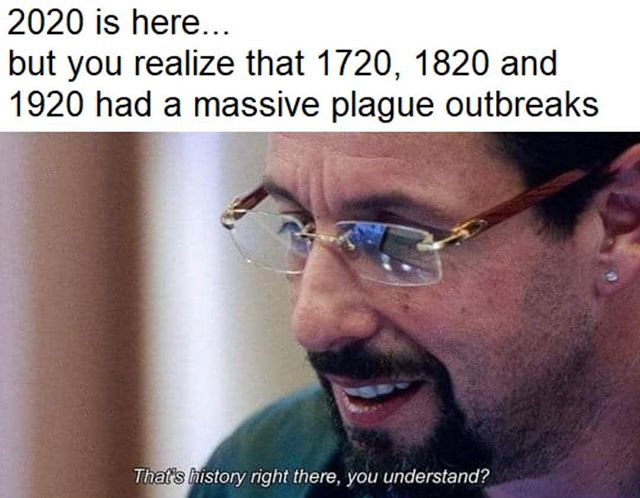 2020 is here...
but you realize that 1720, 1820 and
1920 had a massive plague outbreaks
That's history right there, you understand?